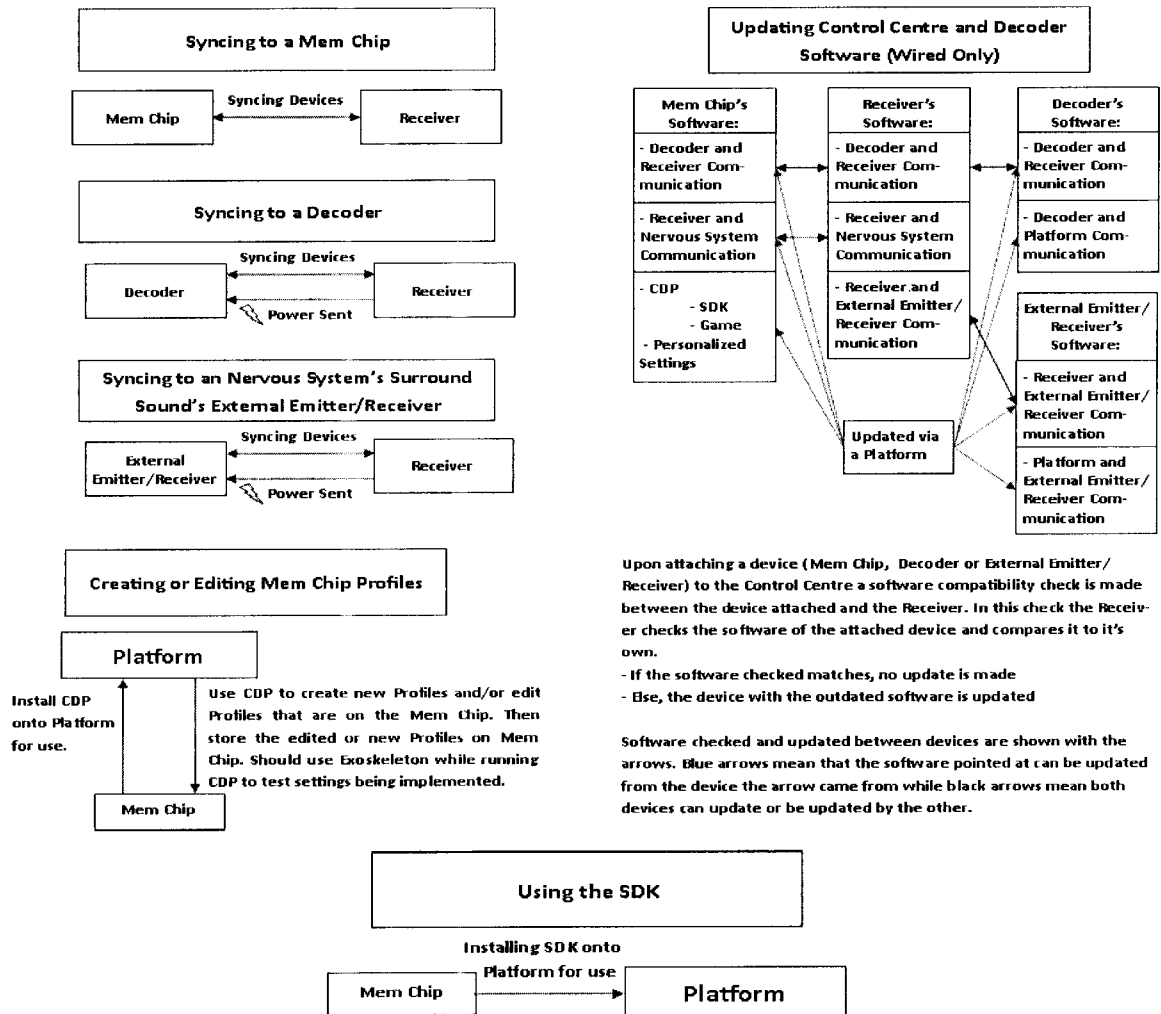 Syncing to a Mem Chip
Mem Chip
Syncing Devices
Receiver
Syncing to a Decoder
Syncing Devices
Decoder
Receiver
Power Sent
Syncing to an Nervous System's Surround
Sound's External Emitter/Receiver
Syncing Devices
External
Emitter/Receiver
Receiver
Power Sent
Updating Control Centre and Decoder
Software (Wired Only)
Mem Chip's
Software:
- Decoder and
Receiver Com-
munication
- Receiver and
Nervous System
Communication
- CDP
- SDK
- Game
- Personalized
Settings
Receiver's
Software:
- Decoder and
Receiver Com-
munication
- Receiver and
Nervous System
Communication
- Receiver and
External Emitter/
Receiver Com-
munication
Decoder's
Software:
- Decoder and
Receiver Com-
munication
- Decoder and
Platform Com-
munication
External Emitter/
Receiver's
Software:
- Receiver and
External Emitter/
Receiver Com-
munication
- Platform and
External Emitter/
Receiver Com-
munication
Updated via
a Platform
Creating or Editing Mem Chip Profiles
Platform
Install CDP
onto Platform
for use.
Use CDP to create new Profiles and/or edit
Profiles that are on the Mem Chip. Then
store the edited or new Profiles on Mem
Chip. Should use Exoskeleton while running
CDP to test settings being implemented.
Mem Chip
Upon attaching a device (Mem Chip, Decoder or External Emitter/
Receiver) to the Control Centre a software compatibility check is made
between the device attached and the Receiver. In this check the Receiv-
er checks the software of the attached device and compares it to it's
own.
- If the software checked matches, no update is made
- Else, the device with the outdated software is updated
Software checked and updated between devices are shown with the
arrows. Blue arrows mean that the software pointed at can be updated
from the device the arrow came from while black arrows mean both
devices can update or be updated by the other.
Using the SDK
Installing SDK onto
Platform for use
Mem Chip
Platform